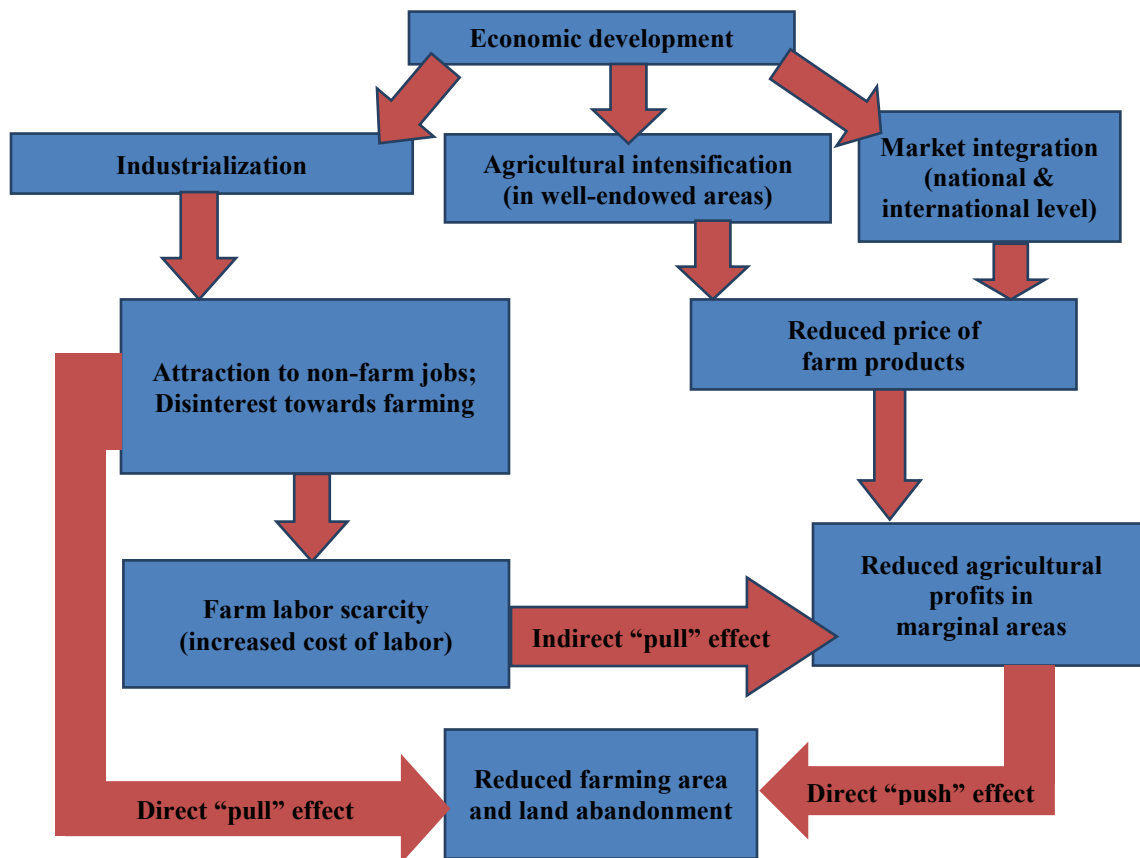 Economic development
Industrialization
Agricultural intensification
(in well-endowed areas)
Market integration
(national &
international level)
Attraction to non-farm jobs;
Disinterest towards farming
Reduced price of
farm products
Farm labor scarcity
(increased cost of labor)
Indirect “pull” effect
Reduced agricultural
profits in
marginal areas
Direct “pull” effect
Reduced farming area
and land abandonment
Direct “push” effect